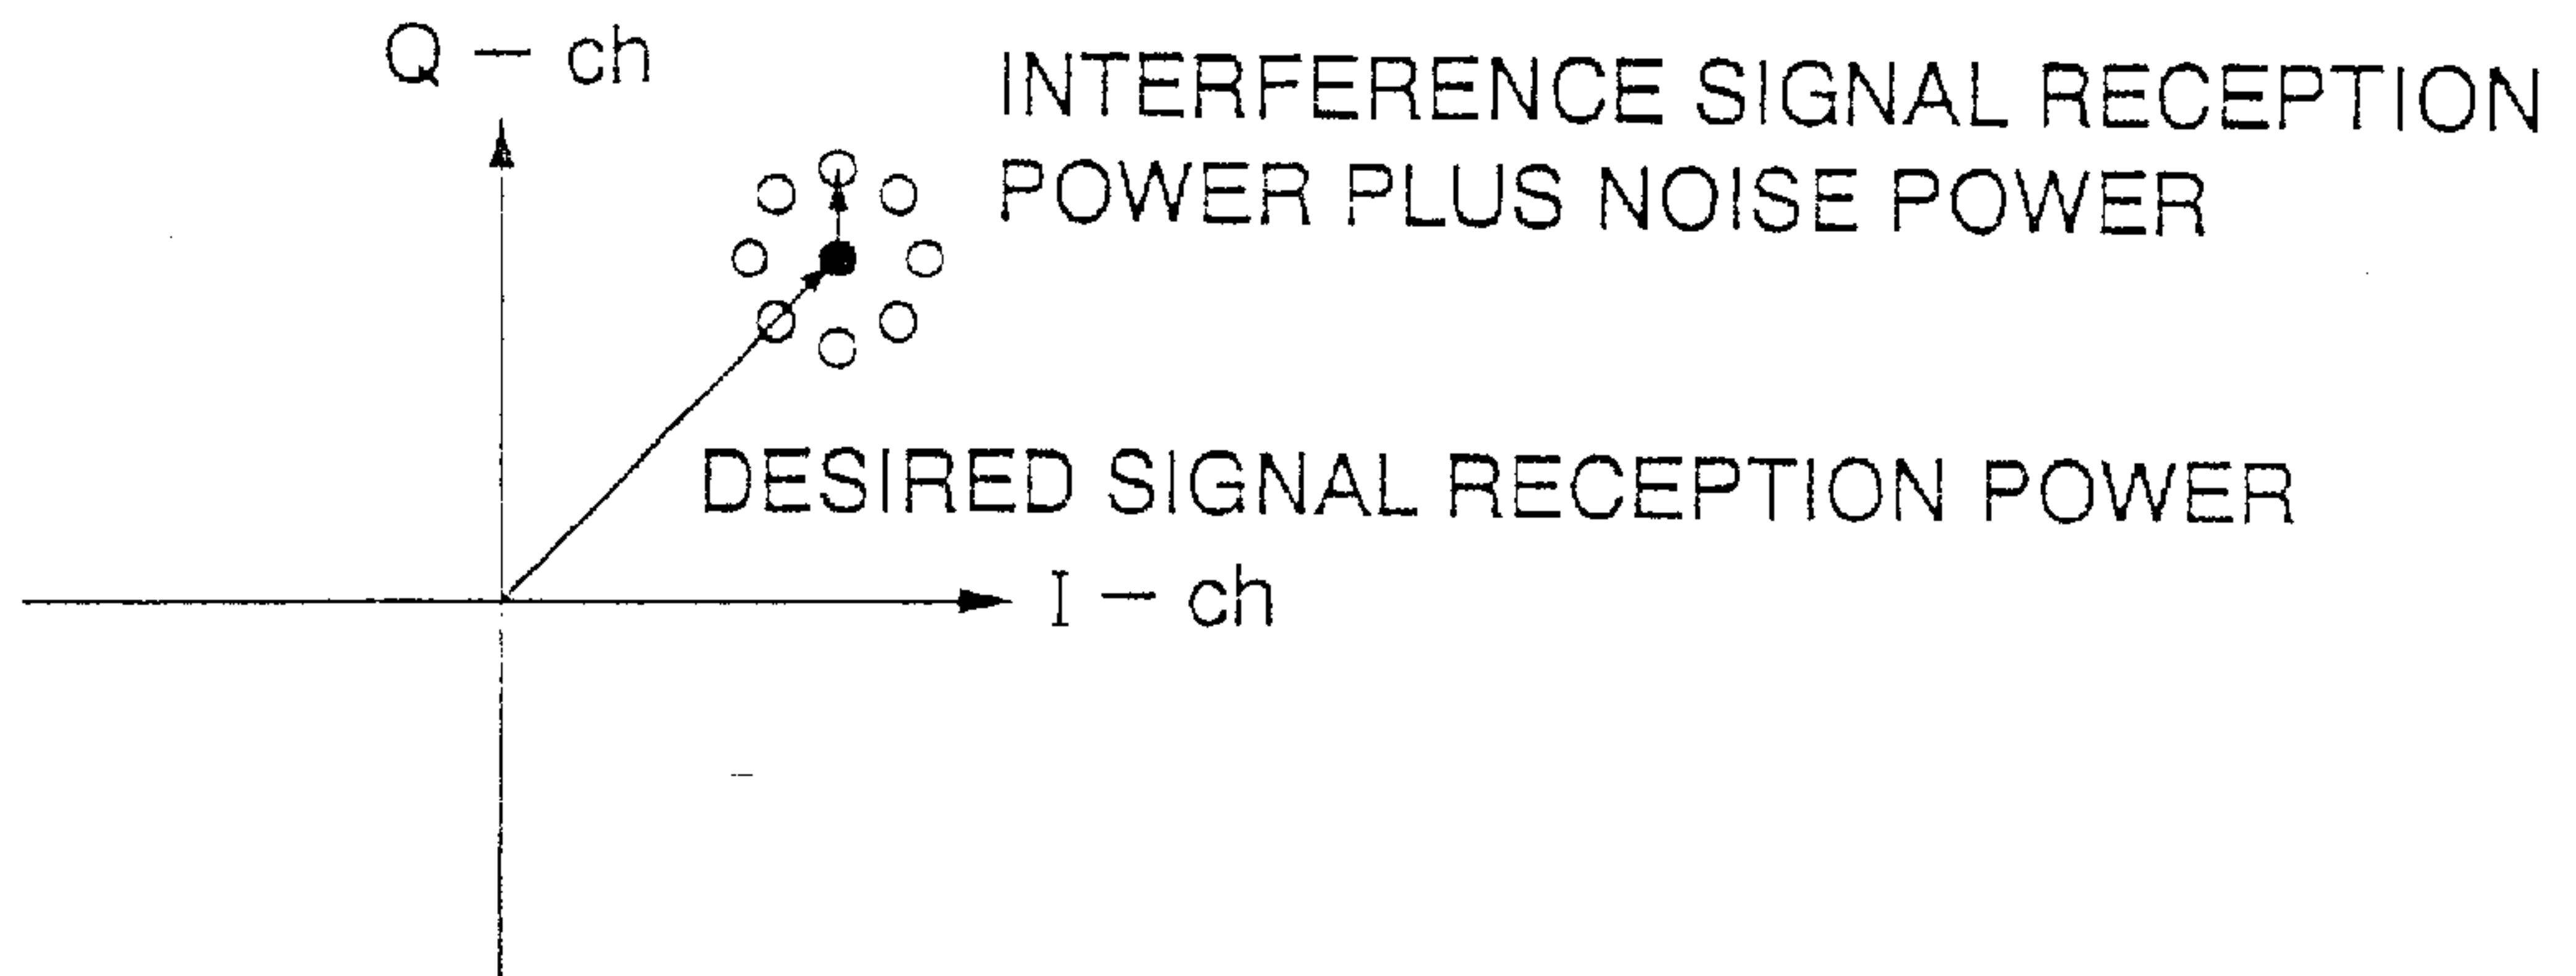 Q – ch
INTERFERENCE SIGNAL RECEPTION
POWER PLUS NOISE POWER
DESIRED SIGNAL RECEPTION POWER
I – ch